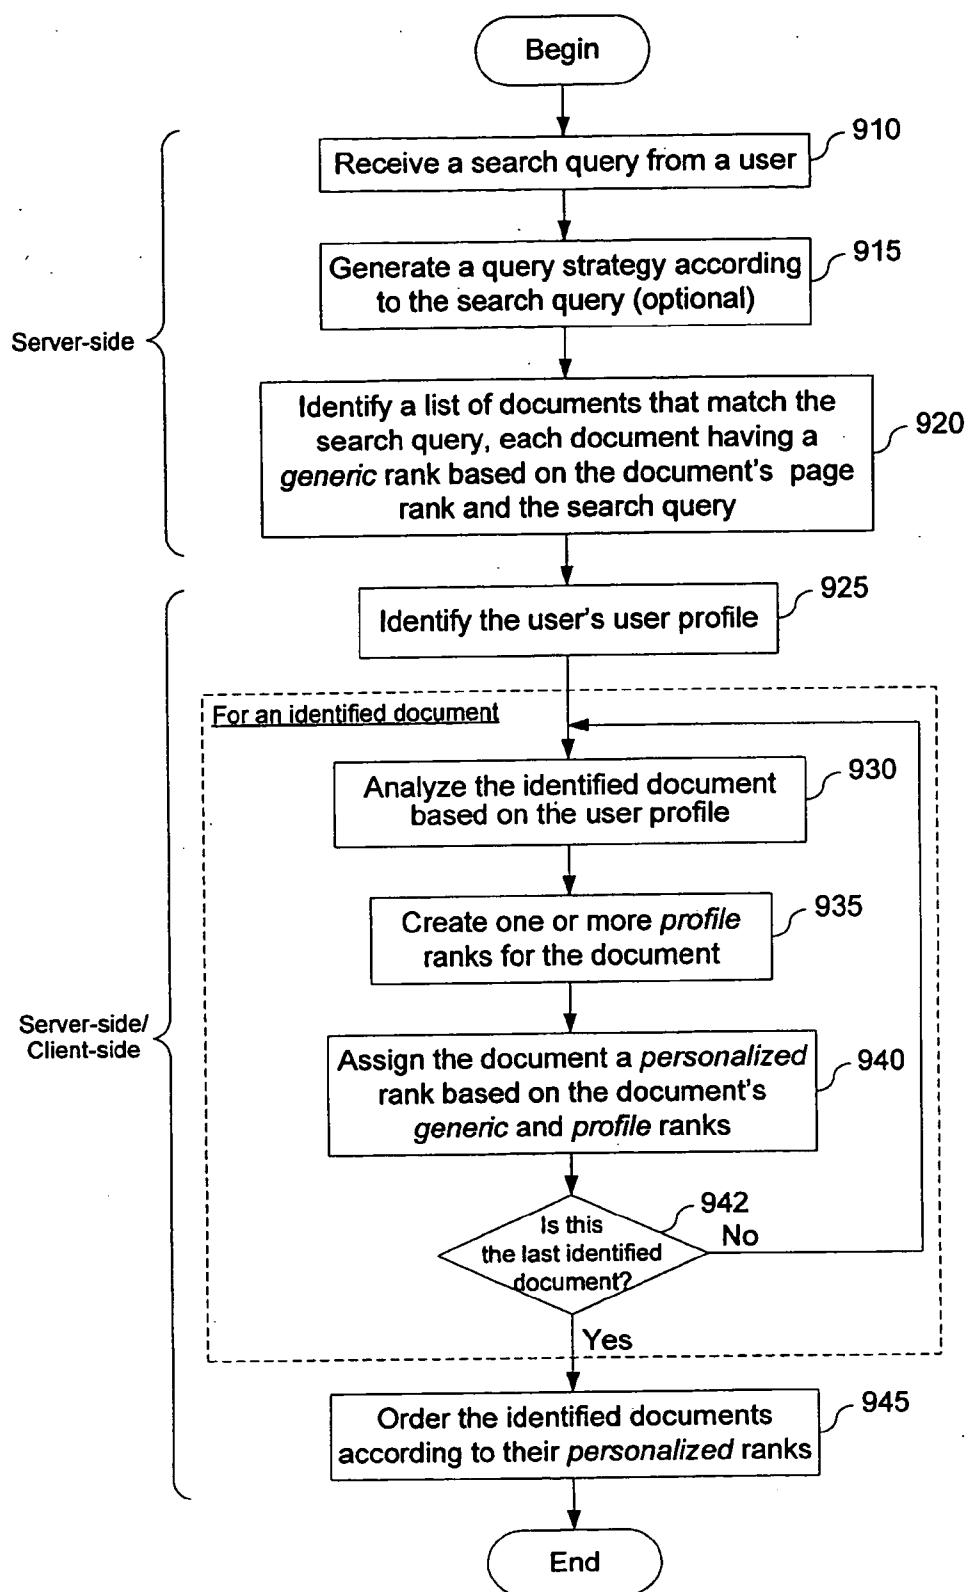 Begin
910
Receive a search query from a user
915
Generate a query strategy according
to the search query (optional)
Server-side
Identify a list of documents that match the
search query, each document having a
generic rank based on the document's page
rank and the search query
920
925
Identify the user's user profile
For an identified document
930
Analyze the identified document
based on the user profile
935
Create one or more profile
ranks for the document
Server-side/
Client-side
Assign the document a personalized
rank based on the document's
generic and profile ranks
940
942
Is this
the last identified
document?
No
Yes
945
Order the identified documents
according to their personalized ranks
End